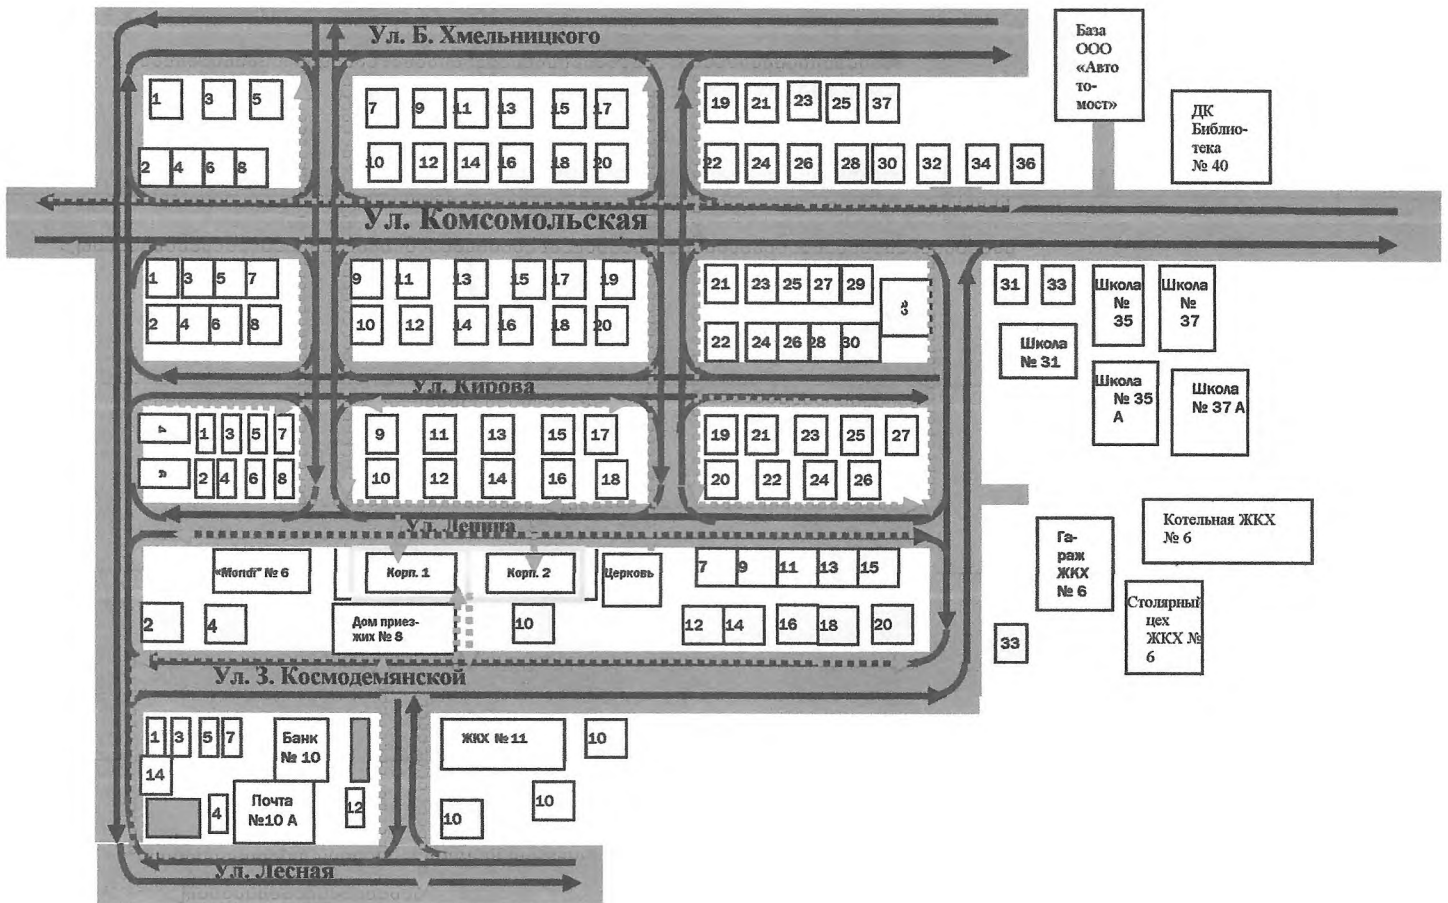 Ул. Б. Хмельницкого
База
ООО
«Авто
то-
мост»
ДК
Библио-
тека
№ 40
1 3 5
7 9 11 13 15 17
19 21 23 25 37
2 4 6 8
10 12 14 16 18 20
22 24 26 28 30 32 34 36
Ул. Комсомольская
1 3 5 7
9 11 13 15 17 19
21 23 25 27 29
31 33
Школа
№
35
Школа
№
37
2 4 6 8
10 12 14 16 18 20
22 24 26 28 30
Школа
№ 31
Школа
№ 35
А
Школа
№ 37 А
Ул. Кирова
1 3 5 7
9 11 13 15 17
19 21 23 25 27
2 4 6 8
10 12 14 16 18
20 22 24 26
Ул. Ленина
Котельная ЖКХ
№ 6
Га-
раж
ЖКХ
№ 6
«Mondi” № 6
Корп. 1
Корп. 2
Церковь
7 9 11 13 15
Столярный
цех
ЖКХ №
6
2 4
Дом приез-
жих № 8
10
12 14 16 18 20
33
Ул. З. Космодемянской
1 3 5 7
Банк
№ 10
ЖКХ № 11
10
14
4
Почта
№10 А
12
10
10
Ул. Лесная